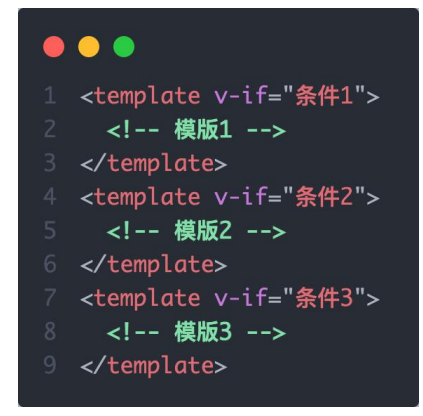 1 <template v-if="条件1">
2   <!-- 模版1 -->
3 </template>
4 <template v-if="条件2">
5   <!-- 模版2 -->
6 </template>
7 <template v-if="条件3">
8   <!-- 模版3 -->
9 </template>